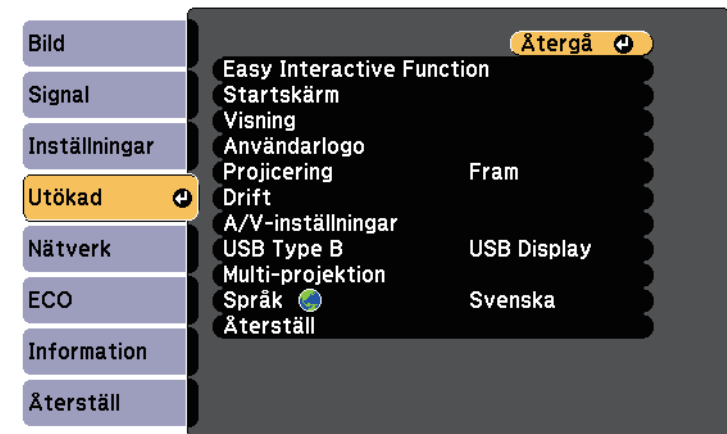 Bild
Signal
Inställningar
Utökad
Nätverk
ECO
Information
Återställ
Återgå
Easy Interactive Function
Startskärm
Visning
Användarlogo
Projicering Fram
Drift
A/V-inställningar
USB Type B USB Display
Multi-projektion
Språk Svenska
Återställ